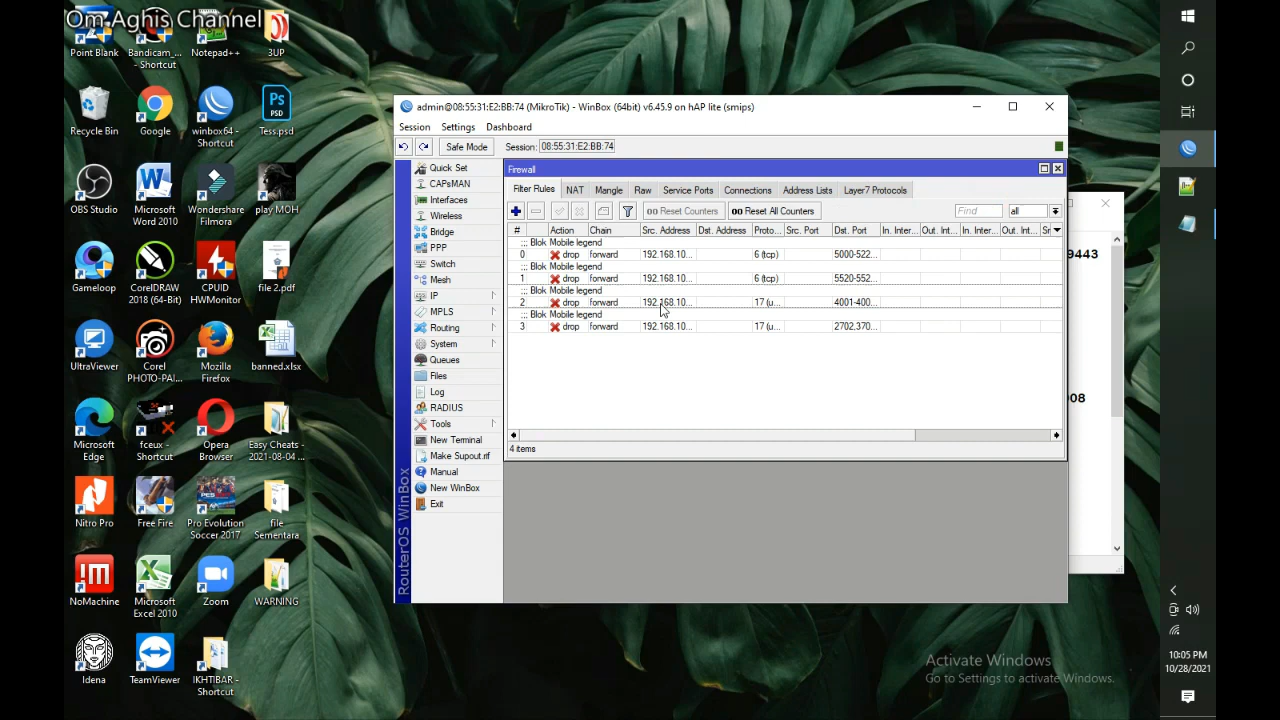 Om Aghis Channel
Point Blank
Bandicam_... - Shortcut
Notepad++
3UP
Recycle Bin
Google
winbox64 - Shortcut
Tess.psd
OBS Studio
Microsoft Word 2010
Wondershare Filmora
play MOH
Gameloop
CorelDRAW 2018 (64-Bit)
CPUID HWMonitor
file 2.pdf
UltraViewer
Corel PHOTO-PAI...
Mozilla Firefox
banned.xlsx
Microsoft Edge
fceux - Shortcut
Opera Browser
Easy Cheats - 2021-08-04 ...
Nitro Pro
Free Fire
Pro Evolution Soccer 2017
file Sementara
NoMachine
Microsoft Excel 2010
Zoom
WARNING
Idena
TeamViewer
IKHTIBAR - Shortcut
admin@08:55:31:E2:BB:74 (MikroTik) - WinBox (64bit) v6.45.9 on hAP lite (smips)
Session Settings Dashboard
Safe Mode Session: 08:55:31:E2:BB:74
RouterOS WinBox
Quick Set
CAPsMAN
Interfaces
Wireless
Bridge
PPP
Switch
Mesh
IP
MPLS
Routing
System
Queues
Files
Log
RADIUS
Tools
New Terminal
Make Supout.rif
Manual
New WinBox
Exit
Firewall
Filter Rules NAT Mangle Raw Service Ports Connections Address Lists Layer7 Protocols
00 Reset Counters 00 Reset All Counters Find all
# Action Chain Src. Address Dst. Address Proto... Src. Port Dst. Port In. Inter... Out. Int... In. Inter... Out. Int... Sr
;;; Blok Mobile legend
0 drop forward 192.168.10... 6 (tcp) 5000-522...
;;; Blok Mobile legend
1 drop forward 192.168.10... 6 (tcp) 5520-552...
;;; Blok Mobile legend
2 drop forward 192.168.10... 17 (u... 4001-400...
;;; Blok Mobile legend
3 drop forward 192.168.10... 17 (u... 2702,370...
4 items
9443
08
Activate Windows
Go to Settings to activate Windows.
10:05 PM
10/28/2021